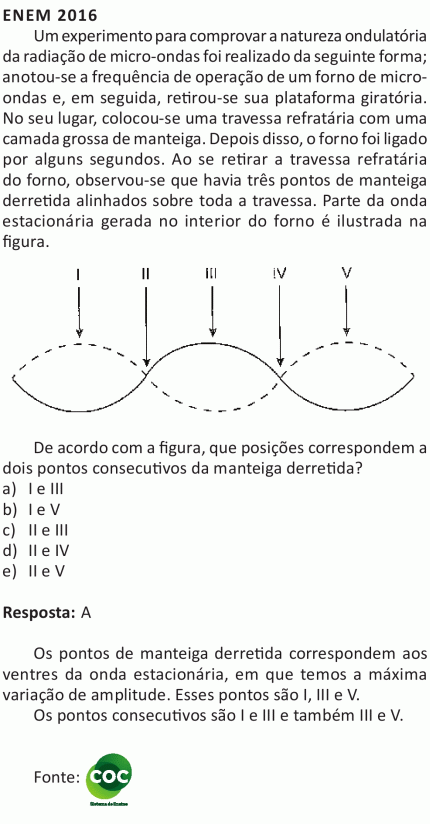 ENEM 2016
Um experimento para comprovar a natureza ondulatória
da radiação de micro-ondas foi realizado da seguinte forma;
anotou-se a frequência de operação de um forno de micro-
ondas e, em seguida, retirou-se sua plataforma giratória.
No seu lugar, colocou-se uma travessa refratária com uma
camada grossa de manteiga. Depois disso, o forno foi ligado
por alguns segundos. Ao se retirar a travessa refratária
do forno, observou-se que havia três pontos de manteiga
derretida alinhados sobre toda a travessa. Parte da onda
estacionária gerada no interior do forno é ilustrada na
figura.
I II III IV V
De acordo com a figura, que posições correspondem a
dois pontos consecutivos da manteiga derretida?
a) I e III
b) I e V
c) II e III
d) II e IV
e) II e V
Resposta: A
Os pontos de manteiga derretida correspondem aos
ventres da onda estacionária, em que temos a máxima
variação de amplitude. Esses pontos são I, III e V.
Os pontos consecutivos são I e III e também III e V.
Fonte: COC
Sistema de Ensino